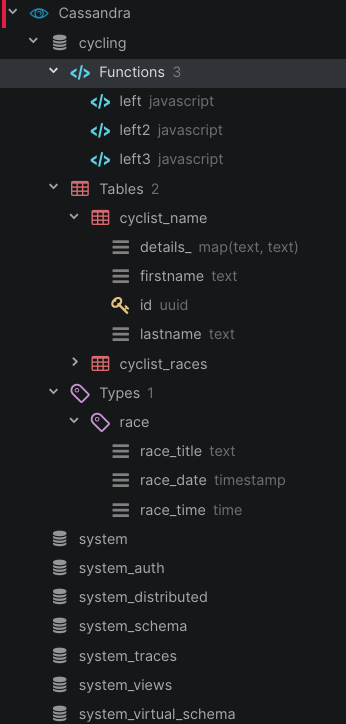 Cassandra
cycling
Functions 3
left javascript
left2 javascript
left3 javascript
Tables 2
cyclist_name
details_ map(text, text)
firstname text
id uuid
lastname text
cyclist_races
Types 1
race
race_title text
race_date timestamp
race_time time
system
system_auth
system_distributed
system_schema
system_traces
system_views
system_virtual_schema